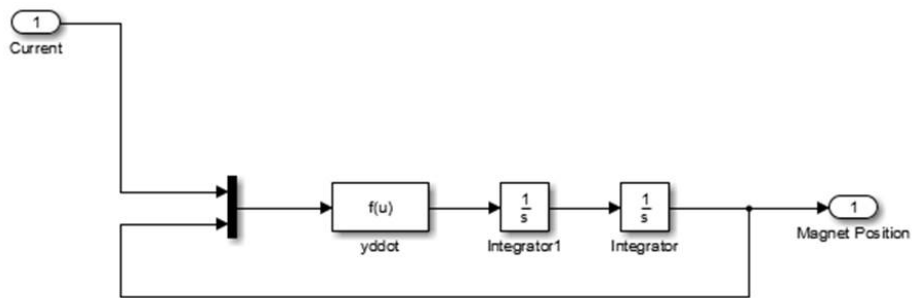 1
Current
f(u)
yddot
1
s
Integrator1
1
s
Integrator
1
Magnet Position